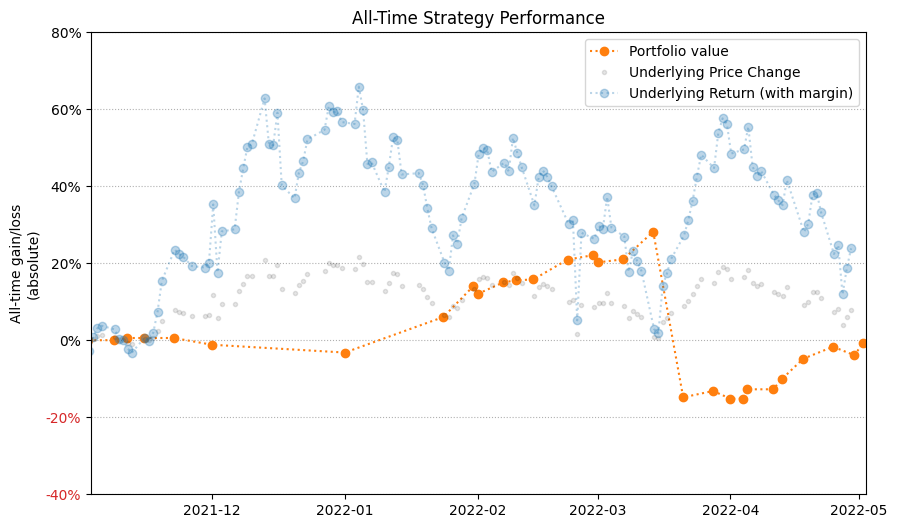 All-Time Strategy Performance
Portfolio value
Underlying Price Change
Underlying Return (with margin)
All-time gain/loss
(absolute)
80%
60%
40%
20%
0%
-20%
-40%
2021-12
2022-01
2022-02
2022-03
2022-04
2022-05